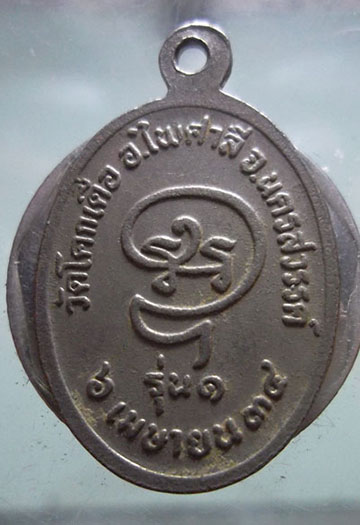 วัดโคกเดื่อ อ.ไพศาลี จ.นครสวรรค์
รุ่น ๑
๖ เมษายน ๓๔